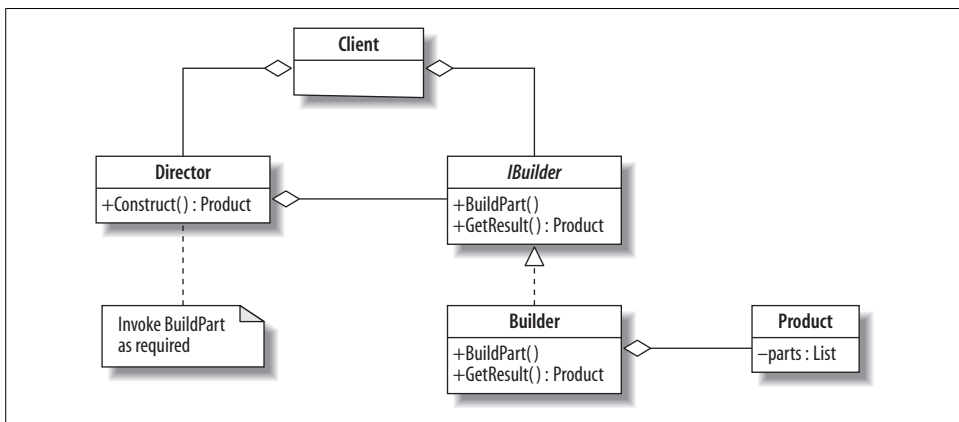 Client
Director
+Construct() : Product
IBuilder
+BuildPart()
+GetResult() : Product
Invoke BuildPart
as required
Builder
+BuildPart()
+GetResult() : Product
Product
–parts : List